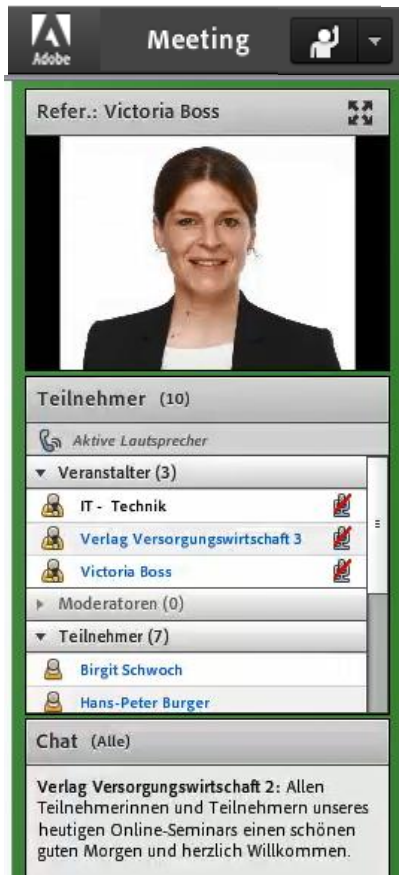 Adobe
Meeting
Refer.: Victoria Boss
Teilnehmer (10)
Aktive Lautsprecher
Veranstalter (3)
IT - Technik
Verlag Versorgungswirtschaft 3
Victoria Boss
Moderatoren (0)
Teilnehmer (7)
Birgit Schwoch
Hans-Peter Burger
Chat (Alle)
Verlag Versorgungswirtschaft 2: Allen
Teilnehmerinnen und Teilnehmern unseres
heutigen Online-Seminars einen schönen
guten Morgen und herzlich Willkommen.